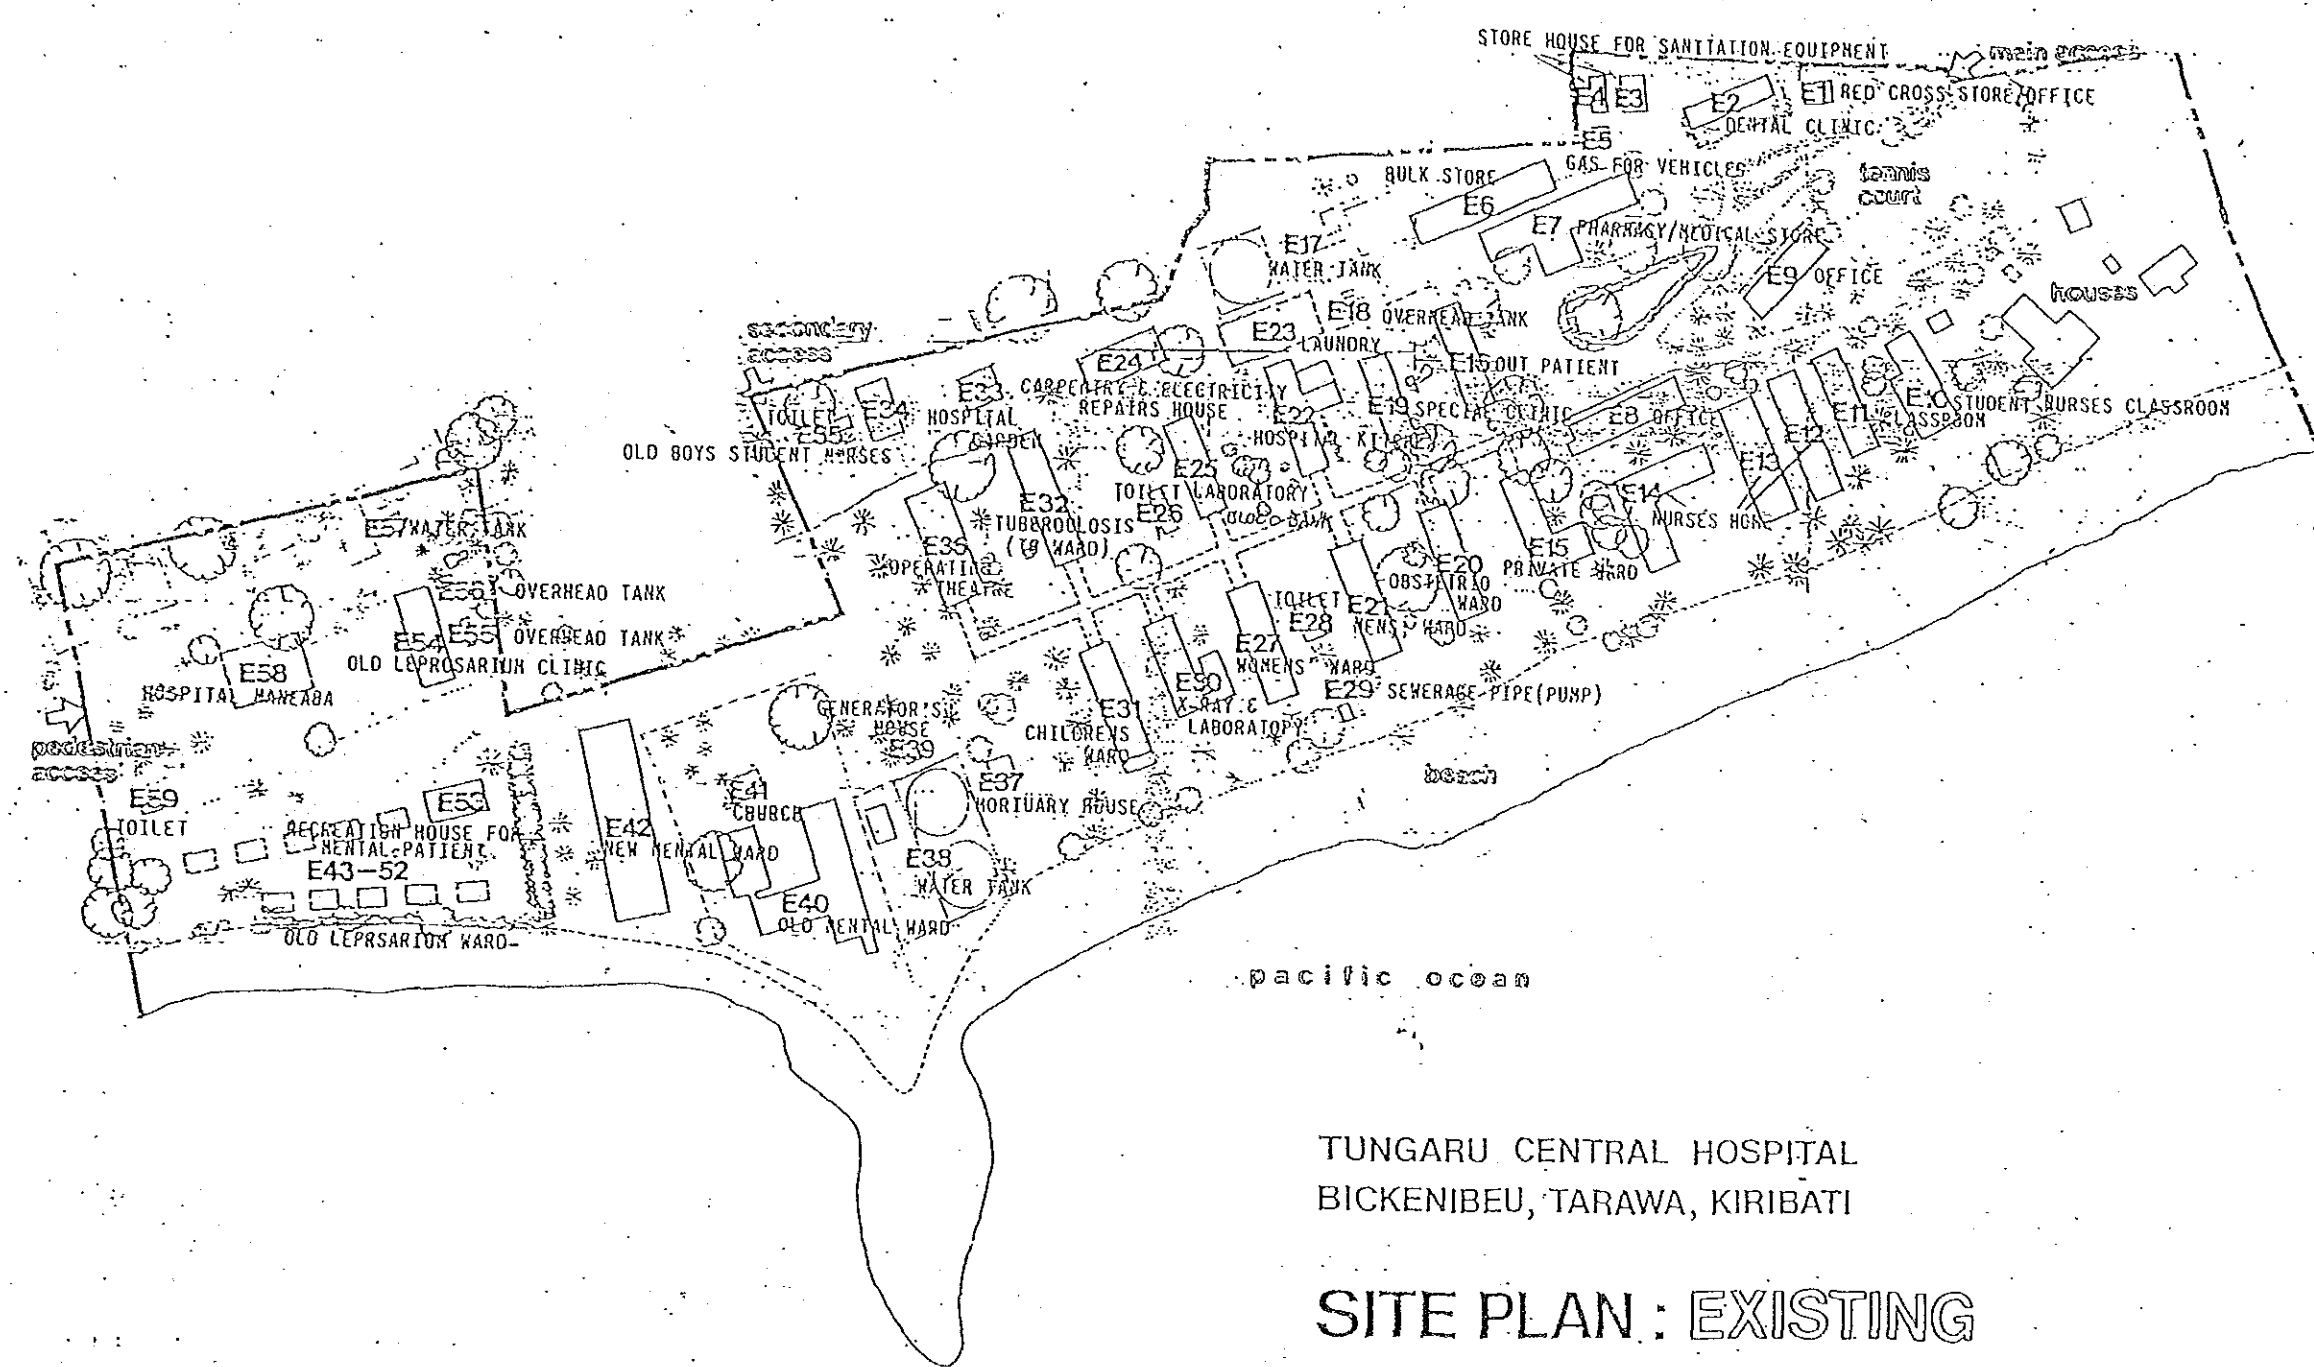 STORE HOUSE FOR SANITATION EQUIPMENT
main access
E4
E3
E2
E1 RED CROSS STORE/OFFICE
DENTAL CLINIC
E5
GAS FOR VEHICLES
tennis
court
BULK STORE
E6
E7 PHARMACY/MEDICAL STORE
E17
WATER TANK
E9 OFFICE
houses
E18 OVERHEAD TANK
E23
LAUNDRY
secondary
access
E24
CARPENTRY & ELECTRICITY
REPAIRS HOUSE
E16 OUT PATIENT
E33
HOSPITAL
GARDEN
E34
TOILET
E35
OLD BOYS STUDENT NURSES
E22
HOSPITAL KITCHEN
E19 SPECIAL CLINIC
E8 OFFICE
E10 STUDENT NURSES CLASSROOM
E11 CLASSROOM
E12
E13
E14
NURSES HOME
E25
TOILET LABORATORY
E26
BLOOD BANK
E32
TUBERCULOSIS
(TB WARD)
E36
OPERATING
THEATRE
E15
PRIVATE WARD
E20
OBSTETRIC
WARD
E21
MENS WARD
TOILET
E28
E27
WOMENS WARD
E29 SEWERAGE PIPE(PUMP)
E57 WATER TANK
E56 OVERHEAD TANK
E55 OVERHEAD TANK
E54
OLD LEPROSARIUM CLINIC
E58
HOSPITAL MANEABA
pedestrian
access
E30
X-RAY &
LABORATOPY
E31
CHILDRENS
WARD
GENERATOR'S
HOUSE
E39
E37
MORTUARY HOUSE
beach
E59
TOILET
E53
RECREATION HOUSE FOR
MENTAL PATIENT
E43–52
OLD LEPRSARIUM WARD
E42
NEW MENTAL WARD
E41
CHURCH
E38
WATER TANK
E40
OLD MENTAL WARD
pacific ocean
TUNGARU CENTRAL HOSPITAL
BICKENIBEU, TARAWA, KIRIBATI
SITE PLAN : EXISTING